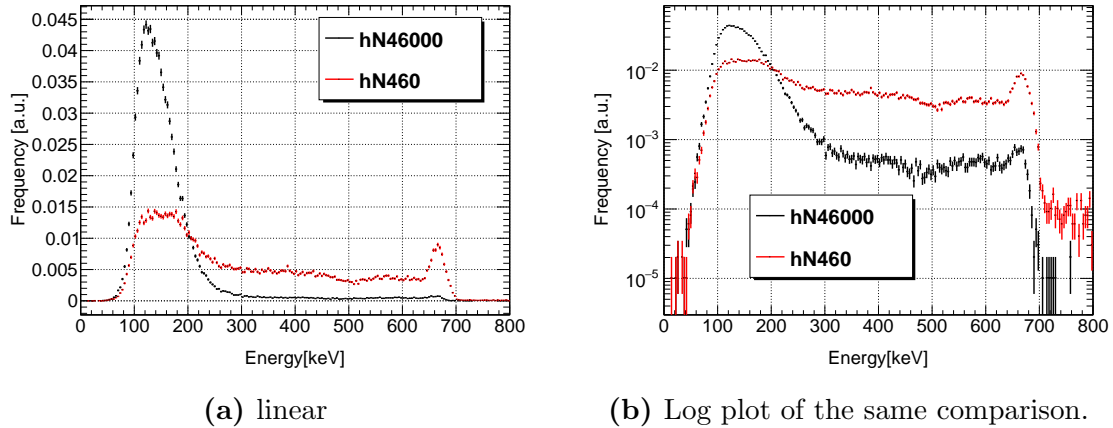 hN46000
hN460
Frequency [a.u.]
0.045
0.04
0.035
0.03
0.025
0.02
0.015
0.01
0.005
0
0 100 200 300 400 500 600 700 800
Energy[keV]
(a) linear
hN46000
hN460
Frequency [a.u.]
10⁻²
10⁻³
10⁻⁴
10⁻⁵
0 100 200 300 400 500 600 700 800
Energy[keV]
(b) Log plot of the same comparison.